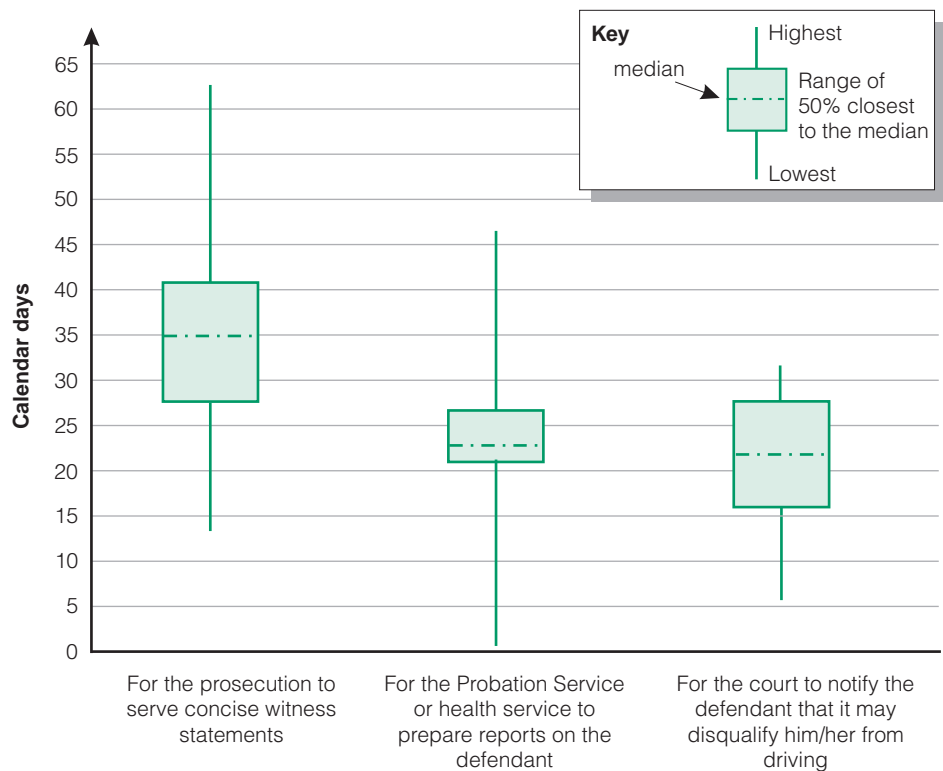 Key
Highest
median
Range of
50% closest
to the median
Lowest
Calendar days
65
60
55
50
45
40
35
30
25
20
15
10
5
0
For the prosecution to
serve concise witness
statements
For the Probation Service
or health service to
prepare reports on the
defendant
For the court to notify the
defendant that it may
disqualify him/her from
driving